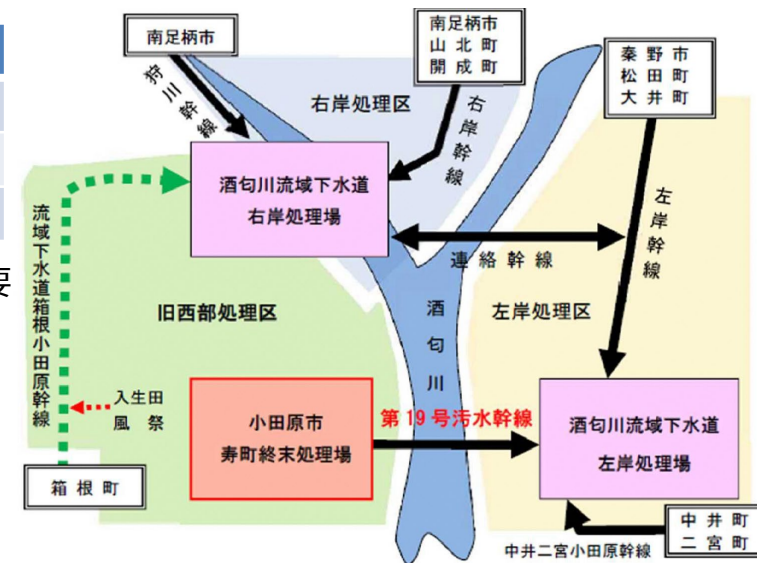 南足柄市
南足柄市
山北町
開成町
秦野市
松田町
大井町
狩川幹線
右岸処理区
右岸幹線
酒匂川流域下水道
右岸処理場
左岸幹線
連絡幹線
流域下水道箱根小田原幹線
要
旧西部処理区
酒匂川
左岸処理区
入生田
風祭
小田原市
寿町終末処理場
第19号汚水幹線
酒匂川流域下水道
左岸処理場
箱根町
中井町
二宮町
中井二宮小田原幹線